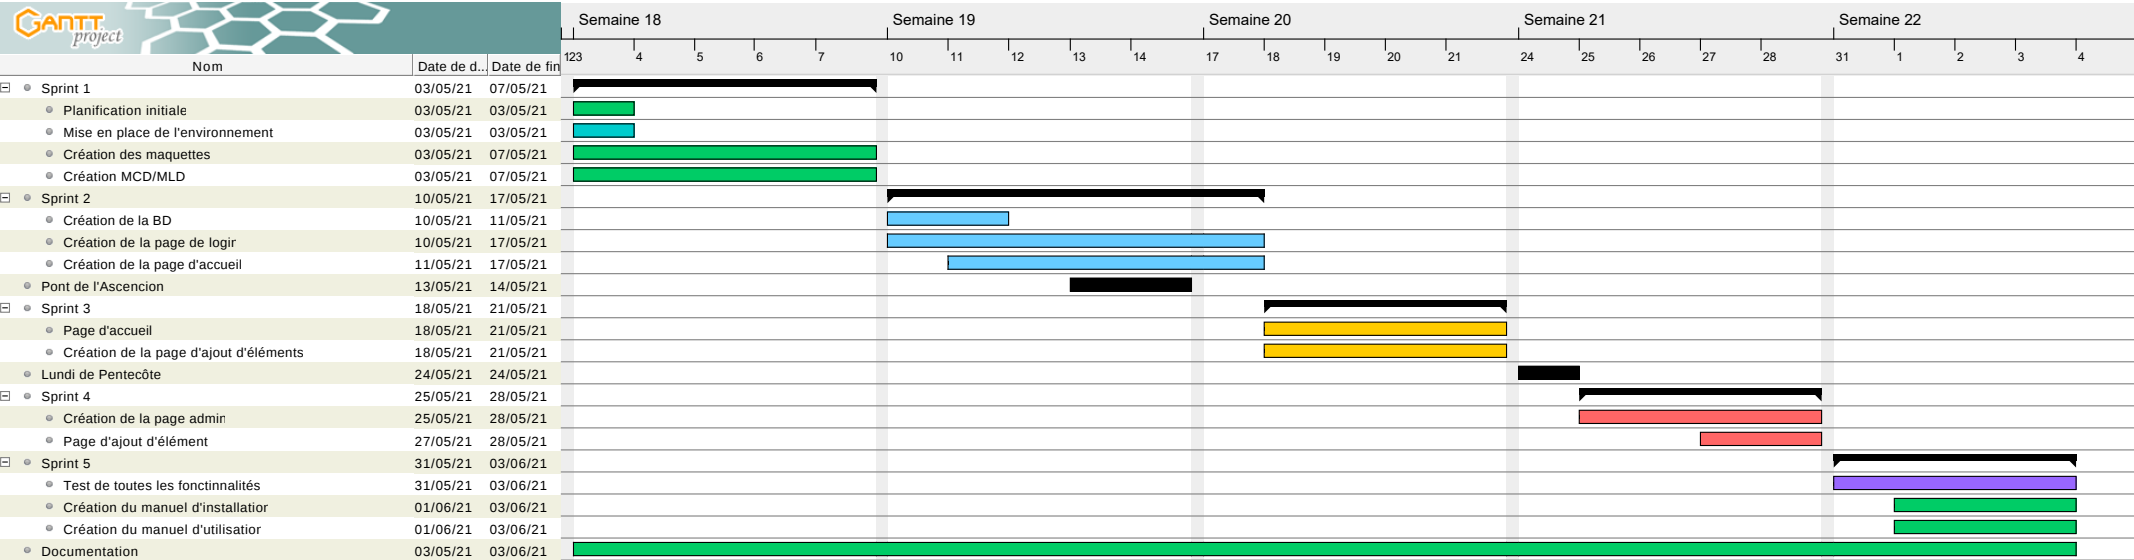 GANTT project
Semaine 18 Semaine 19 Semaine 20 Semaine 21 Semaine 22
123 4 5 6 7 10 11 12 13 14 17 18 19 20 21 24 25 26 27 28 31 1 2 3 4
Nom Date de d... Date de fin
Sprint 1 03/05/21 07/05/21
Planification initiale 03/05/21 03/05/21
Mise en place de l'environnement 03/05/21 03/05/21
Création des maquettes 03/05/21 07/05/21
Création MCD/MLD 03/05/21 07/05/21
Sprint 2 10/05/21 17/05/21
Création de la BD 10/05/21 11/05/21
Création de la page de login 10/05/21 17/05/21
Création de la page d'accueil 11/05/21 17/05/21
Pont de l'Ascencion 13/05/21 14/05/21
Sprint 3 18/05/21 21/05/21
Page d'accueil 18/05/21 21/05/21
Création de la page d'ajout d'éléments 18/05/21 21/05/21
Lundi de Pentecôte 24/05/21 24/05/21
Sprint 4 25/05/21 28/05/21
Création de la page admin 25/05/21 28/05/21
Page d'ajout d'élément 27/05/21 28/05/21
Sprint 5 31/05/21 03/06/21
Test de toutes les fonctinnalités 31/05/21 03/06/21
Création du manuel d'installation 01/06/21 03/06/21
Création du manuel d'utilisation 01/06/21 03/06/21
Documentation 03/05/21 03/06/21